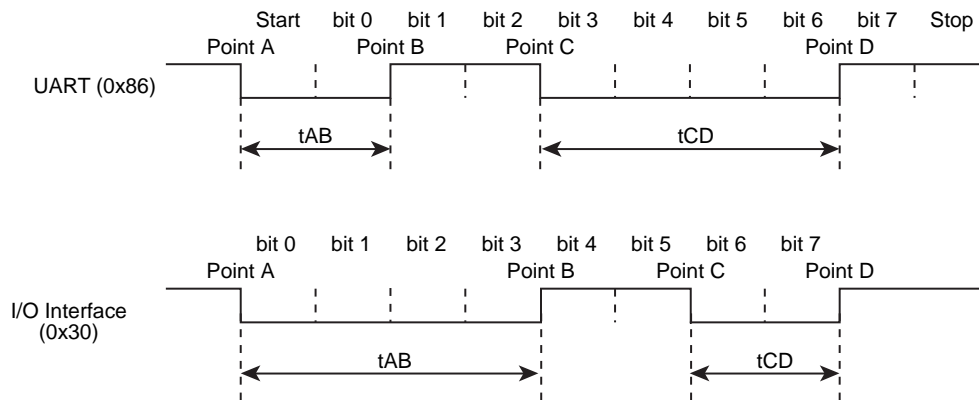 Start bit 0 bit 1 bit 2 bit 3 bit 4 bit 5 bit 6 bit 7 Stop
Point A Point B Point C Point D
UART (0x86)
tAB tCD
bit 0 bit 1 bit 2 bit 3 bit 4 bit 5 bit 6 bit 7
Point A Point B Point C Point D
I/O Interface
(0x30)
tAB tCD